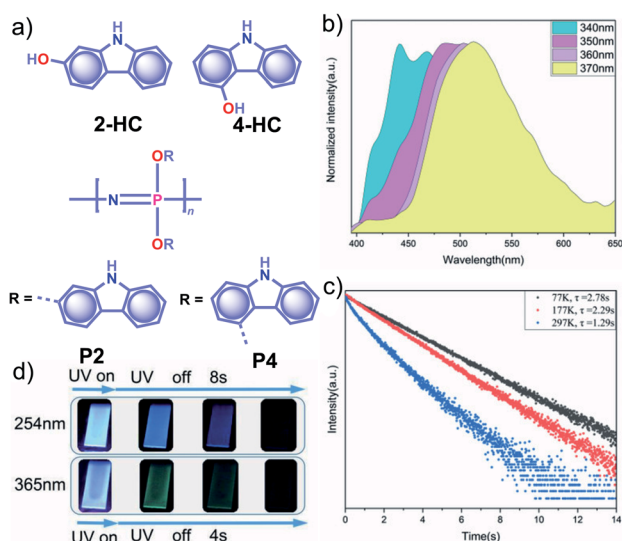 a)
H
N
HO
2-HC
H
N
OH
4-HC
OR
N
P
n
OR
R =
H
N
P2
R =
H
N
P4
b)
Normalized intensity(a.u.)
340nm
350nm
360nm
370nm
400 450 500 550 600 650
Wavelength(nm)
c)
Intensity(a.u.)
77K, τ=2.78s
177K, τ=2.29s
297K, τ=1.29s
0 2 4 6 8 10 12 14
Time(s)
d)
UV on UV off 8s
254nm
365nm
UV on UV off 4s